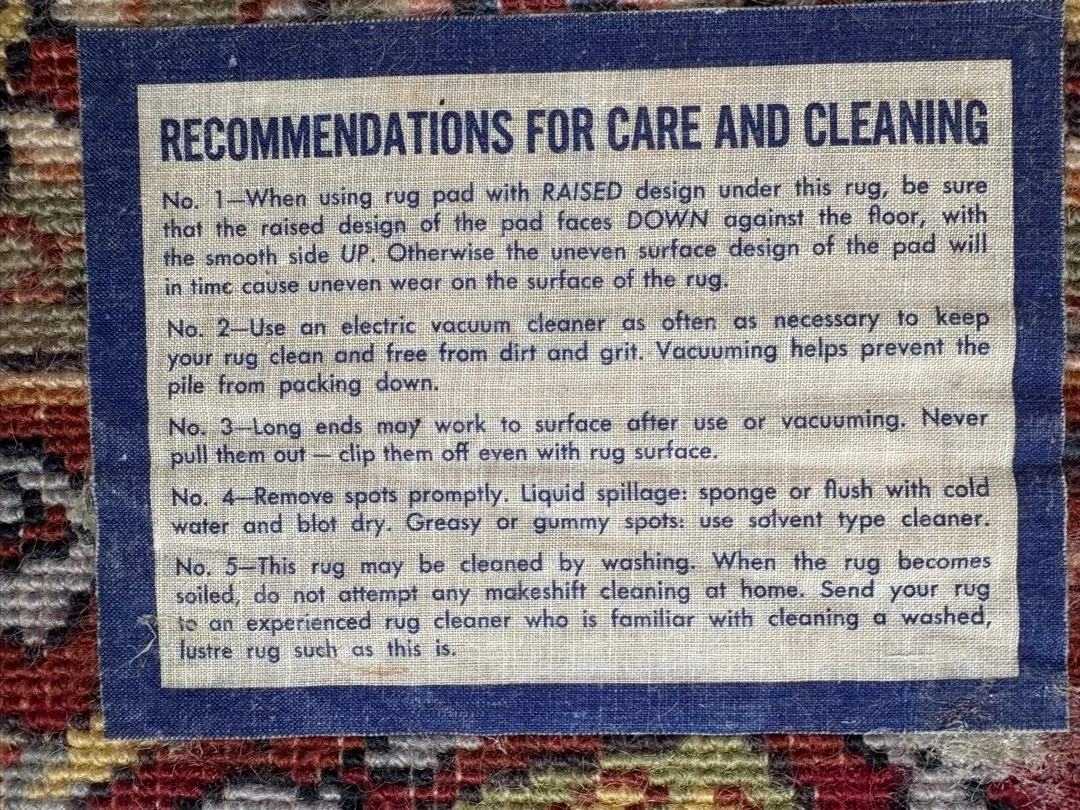 RECOMMENDATIONS FOR CARE AND CLEANING
No. 1—When using rug pad with RAISED design under this rug, be sure
that the raised design of the pad faces DOWN against the floor, with
the smooth side UP. Otherwise the uneven surface design of the pad will
in time cause uneven wear on the surface of the rug.
No. 2—Use an electric vacuum cleaner as often as necessary to keep
your rug clean and free from dirt and grit. Vacuuming helps prevent the
pile from packing down.
No. 3—Long ends may work to surface after use or vacuuming. Never
pull them out — clip them off even with rug surface.
No. 4—Remove spots promptly. Liquid spillage: sponge or flush with cold
water and blot dry. Greasy or gummy spots: use solvent type cleaner.
No. 5—This rug may be cleaned by washing. When the rug becomes
soiled, do not attempt any makeshift cleaning at home. Send your rug
to an experienced rug cleaner who is familiar with cleaning a washed,
lustre rug such as this is.